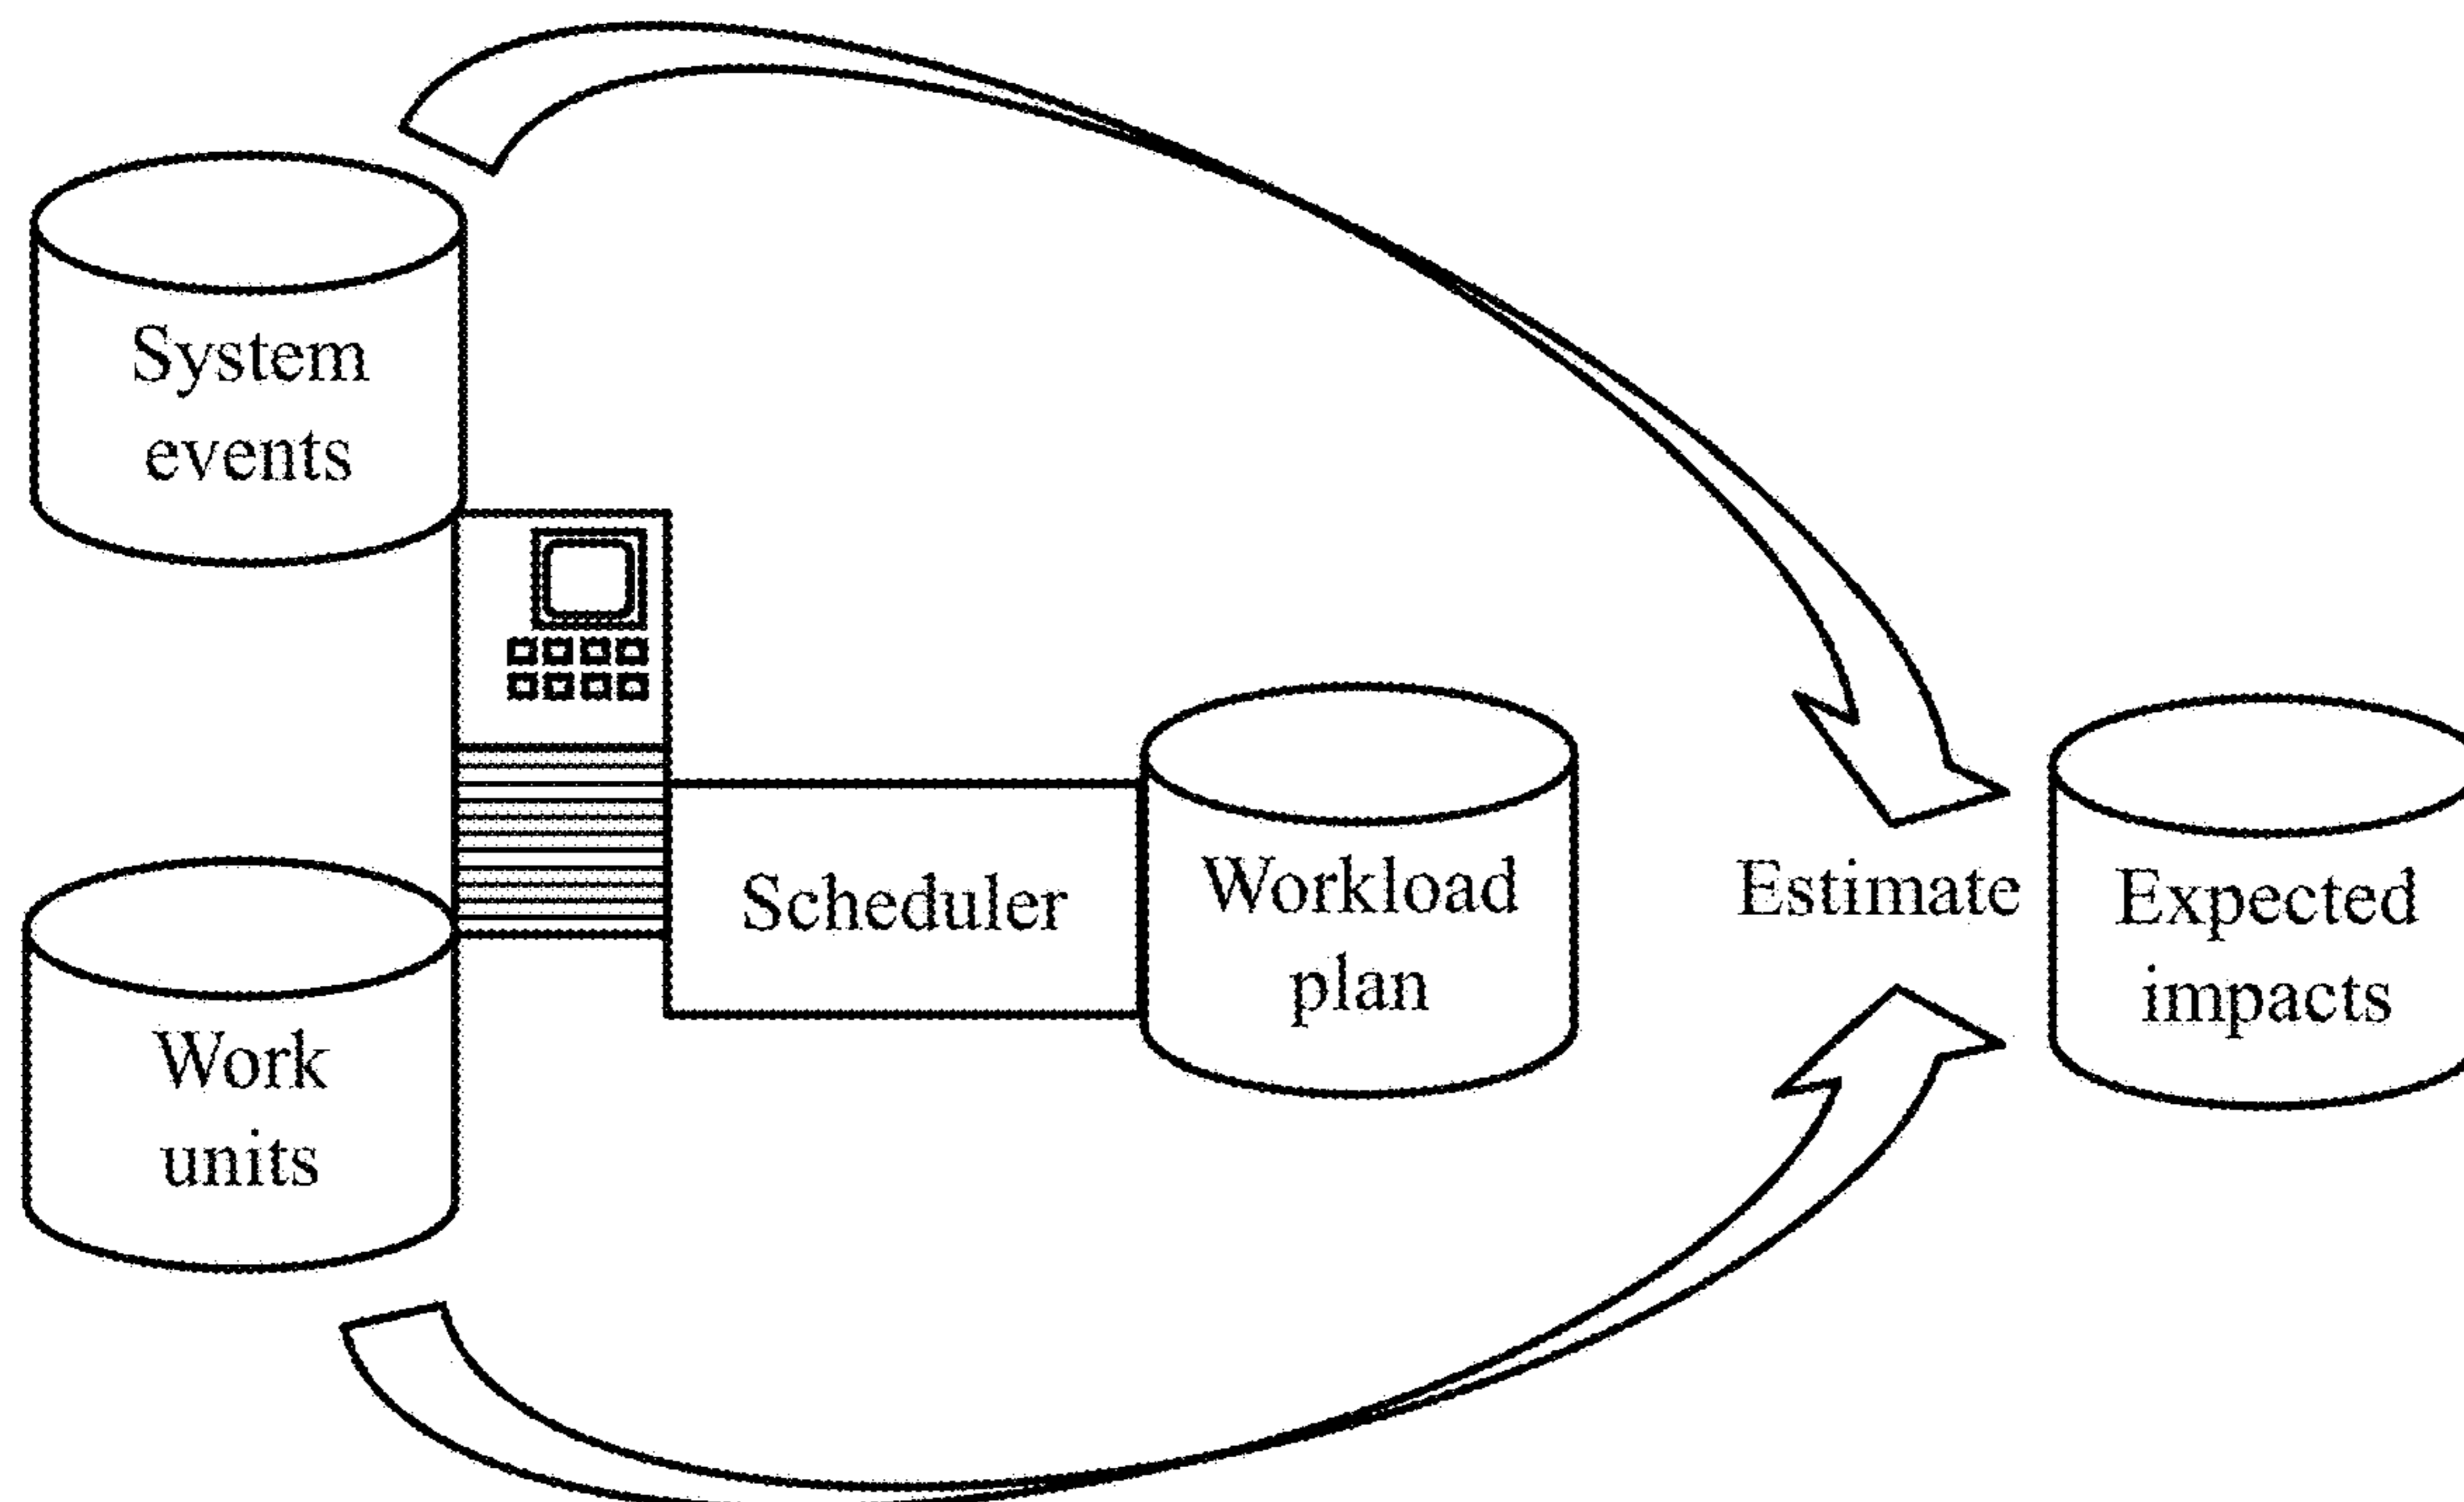 System
events
Scheduler
Workload
plan
Estimate
Expected
impacts
Work
units